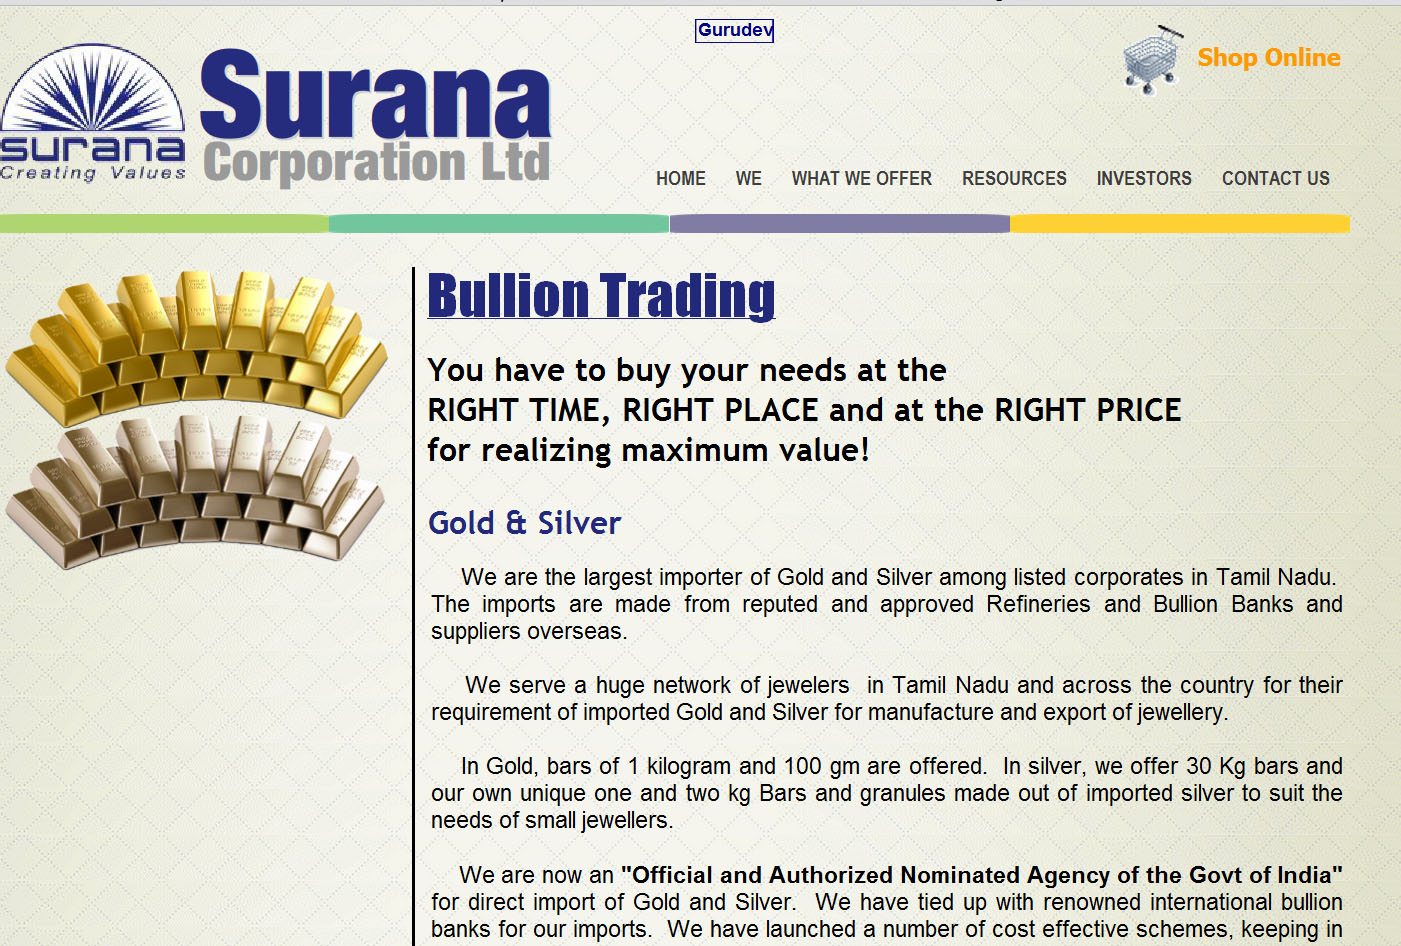 Gurudev
Shop Online
surana
Creating Values
Surana
Corporation Ltd
HOME WE WHAT WE OFFER RESOURCES INVESTORS CONTACT US
Bullion Trading
You have to buy your needs at the
RIGHT TIME, RIGHT PLACE and at the RIGHT PRICE
for realizing maximum value!
Gold & Silver
We are the largest importer of Gold and Silver among listed corporates in Tamil Nadu.
The imports are made from reputed and approved Refineries and Bullion Banks and
suppliers overseas.
We serve a huge network of jewelers in Tamil Nadu and across the country for their
requirement of imported Gold and Silver for manufacture and export of jewellery.
In Gold, bars of 1 kilogram and 100 gm are offered. In silver, we offer 30 Kg bars and
our own unique one and two kg Bars and granules made out of imported silver to suit the
needs of small jewellers.
We are now an "Official and Authorized Nominated Agency of the Govt of India"
for direct import of Gold and Silver. We have tied up with renowned international bullion
banks for our imports. We have launched a number of cost effective schemes, keeping in